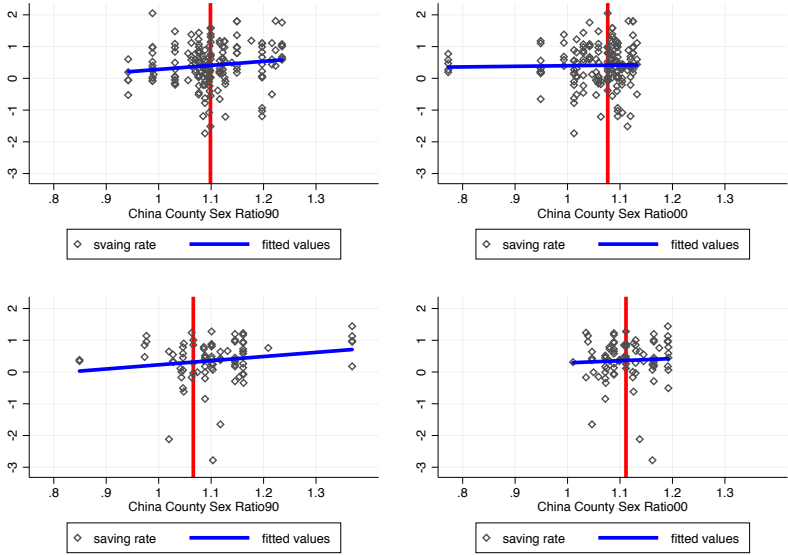 2
1
0
-1
-2
-3
.8 .9 1 1.1 1.2 1.3
China County Sex Ratio90
svaing rate fitted values
2
1
0
-1
-2
-3
.8 .9 1 1.1 1.2 1.3
China County Sex Ratio00
saving rate fitted values
2
1
0
-1
-2
-3
.8 .9 1 1.1 1.2 1.3
China County Sex Ratio90
saving rate fitted values
2
1
0
-1
-2
-3
.8 .9 1 1.1 1.2 1.3
China County Sex Ratio00
saving rate fitted values